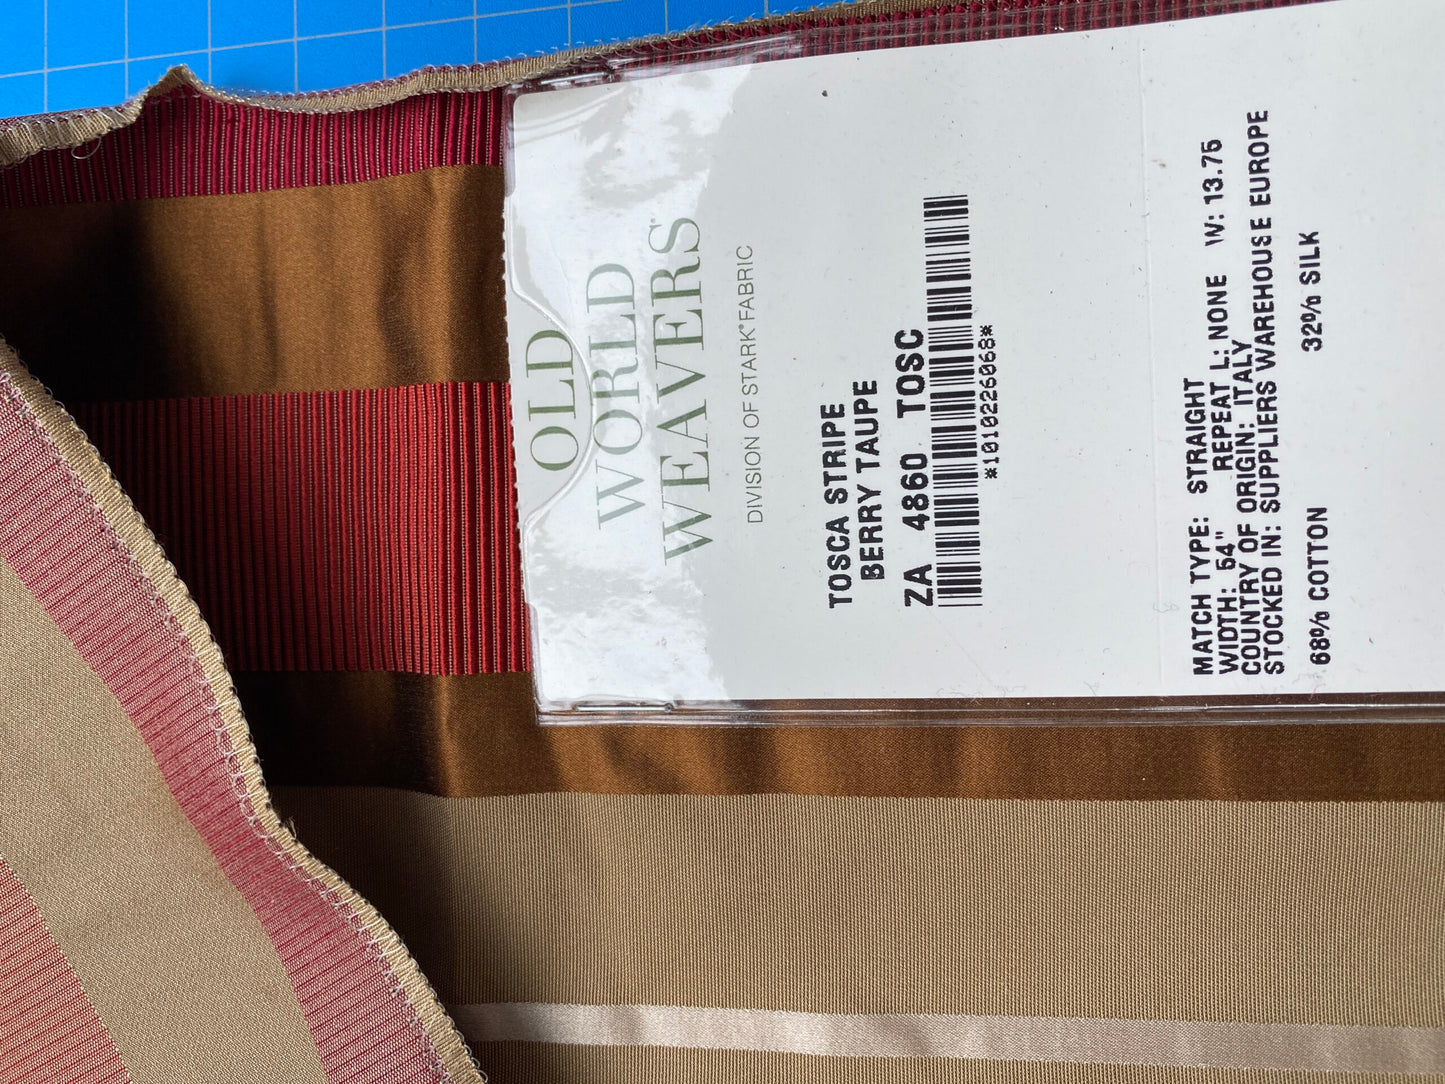 OLD
WORLD
WEAVERS®
DIVISION OF STARK® FABRIC
TOSCA STRIPE
BERRY TAUPE
ZA 4860 TOSC
*1010226068*
MATCH TYPE: STRAIGHT
WIDTH: 54" REPEAT L: NONE W: 13.75
COUNTRY OF ORIGIN: ITALY
STOCKED IN: SUPPLIERS WAREHOUSE EUROPE
68% COTTON 32% SILK